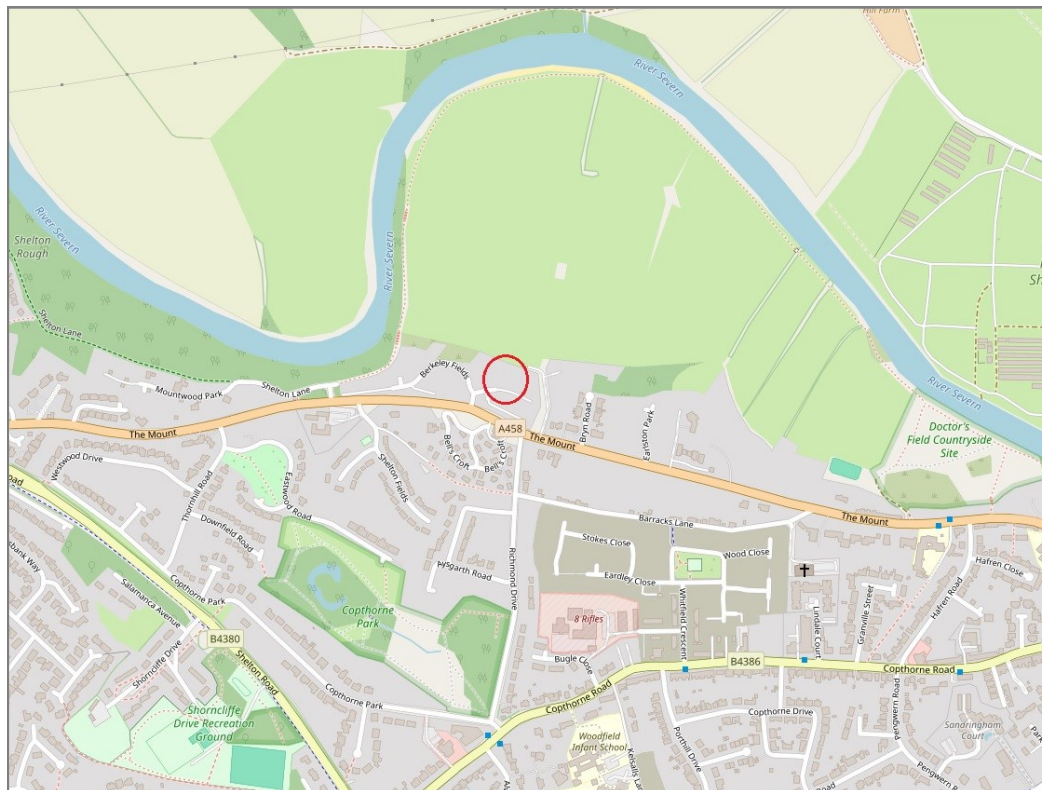 Hill Farm
River Severn
River Severn
River Severn
River Severn
River Severn
Shelton
Rough
Shelton Lane
Mountwood Park
Shelton Lane
Berkeley Fields
The Mount
A458
The Mount
Bryn Road
Earlston Park
Doctor's
Field Countryside
Site
The Mount
Westwood Drive
Thornhill Road
Eastwood Road
Downfield Road
Shelton Fields
Bell's Croft
Bell's Croft
Barracks Lane
Stokes Close
Wood Close
Eardley Close
Richmond Drive
Aysgarth Road
Copthorne
Park
Copthorne Park
Salamanca Avenue
B4380
Shelton Road
Shorncliffe Drive
Shorncliffe
Drive Recreation
Ground
Copthorne Park
8 Rifles
Windfield Crescent
Bugle Close
B4386
Copthorne Road
Copthorne Road
Lindale Court
Granville Street
Hafren Road
Hafren Close
Woodfield
Infant School
Porthill Drive
Copthorne Drive
Pengwern Road
Sandringham
Court
Pengwern Road
Road